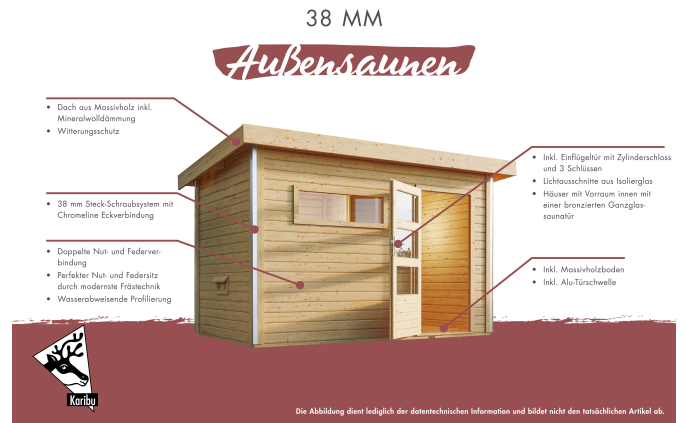 38 MM
Außensaunen
• Dach aus Massivholz inkl.
Mineralwolldämmung
• Witterungsschutz
• 38 mm Steck-Schraubsystem mit
Chromeline Eckverbindung
• Doppelte Nut- und Federver-
bindung
• Perfekter Nut- und Federsitz
durch modernste Frästechnik
• Wasserabweisende Profilierung
• Inkl. Einflügeltür mit Zylinderschloss
und 3 Schlüssen
• Lichtausschnitte aus Isolierglas
• Häuser mit Vorraum innen mit
einer bronzierten Ganzglas-
saunatür
• Inkl. Massivholzboden
• Inkl. Alu-Türschwelle
Karibu
Die Abbildung dient lediglich der datentechnischen Information und bildet nicht den tatsächlichen Artikel ab.